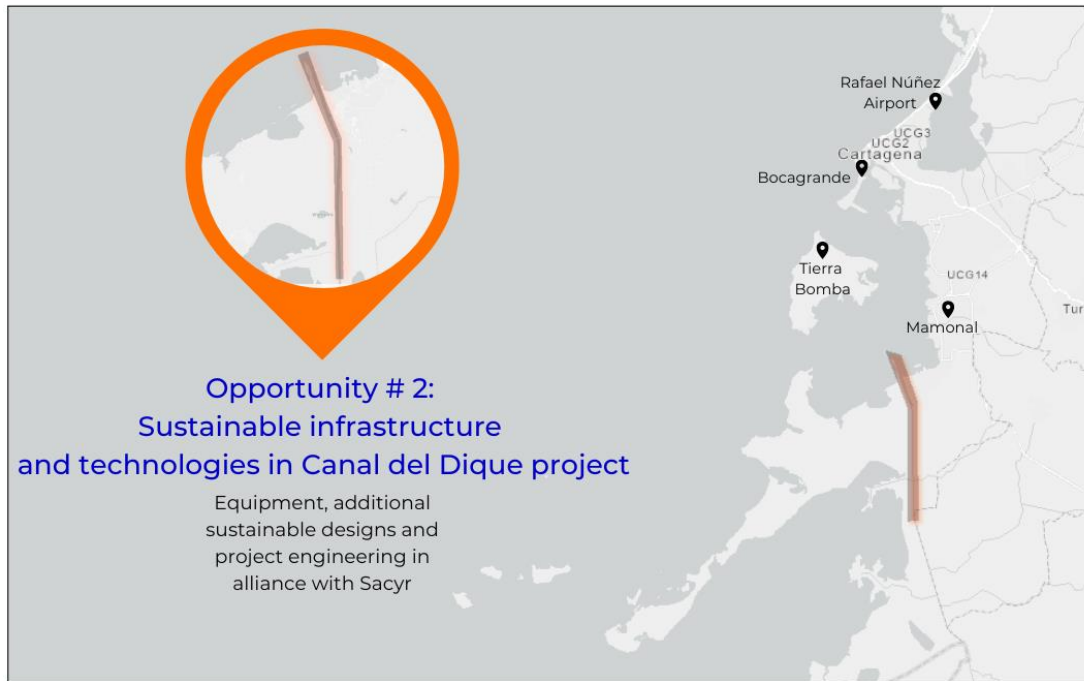 Rafael Núñez
Airport
UCG3
UCG2
Cartagena
Bocagrande
Tierra
Bomba
UCG14
Mamonal
Tur
Opportunity # 2:
Sustainable infrastructure
and technologies in Canal del Dique project
Equipment, additional
sustainable designs and
project engineering in
alliance with Sacyr